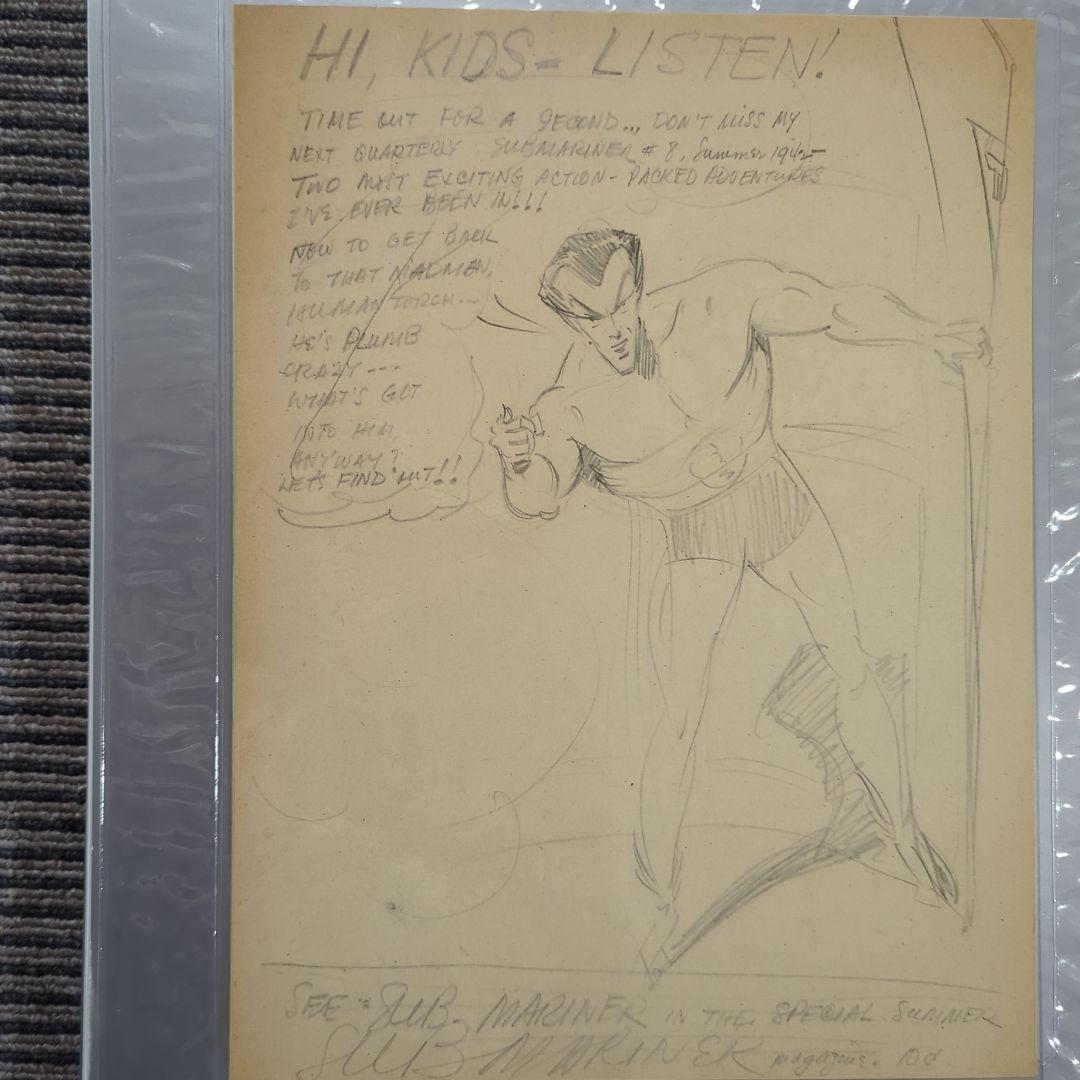 HI, KIDS- LISTEN!
TIME OUT FOR A SECOND... DON'T MISS MY
NEXT QUARTERLY SUBMARINER # 8, Summer 1942-
TWO MOST EXCITING ACTION-PACKED ADVENTURES
I'VE EVER BEEN IN!!!
NOW TO GET BACK
TO THAT MADMAN,
HUMAN TORCH---
HE'S PLUMB
CRAZY---
WHAT'S GOT
INTO HIM,
ANYWAY?
LET'S FIND OUT!!
SEE - SUB. MARINER IN THE SPECIAL SUMMER
SUB MARINER magazine. 10¢